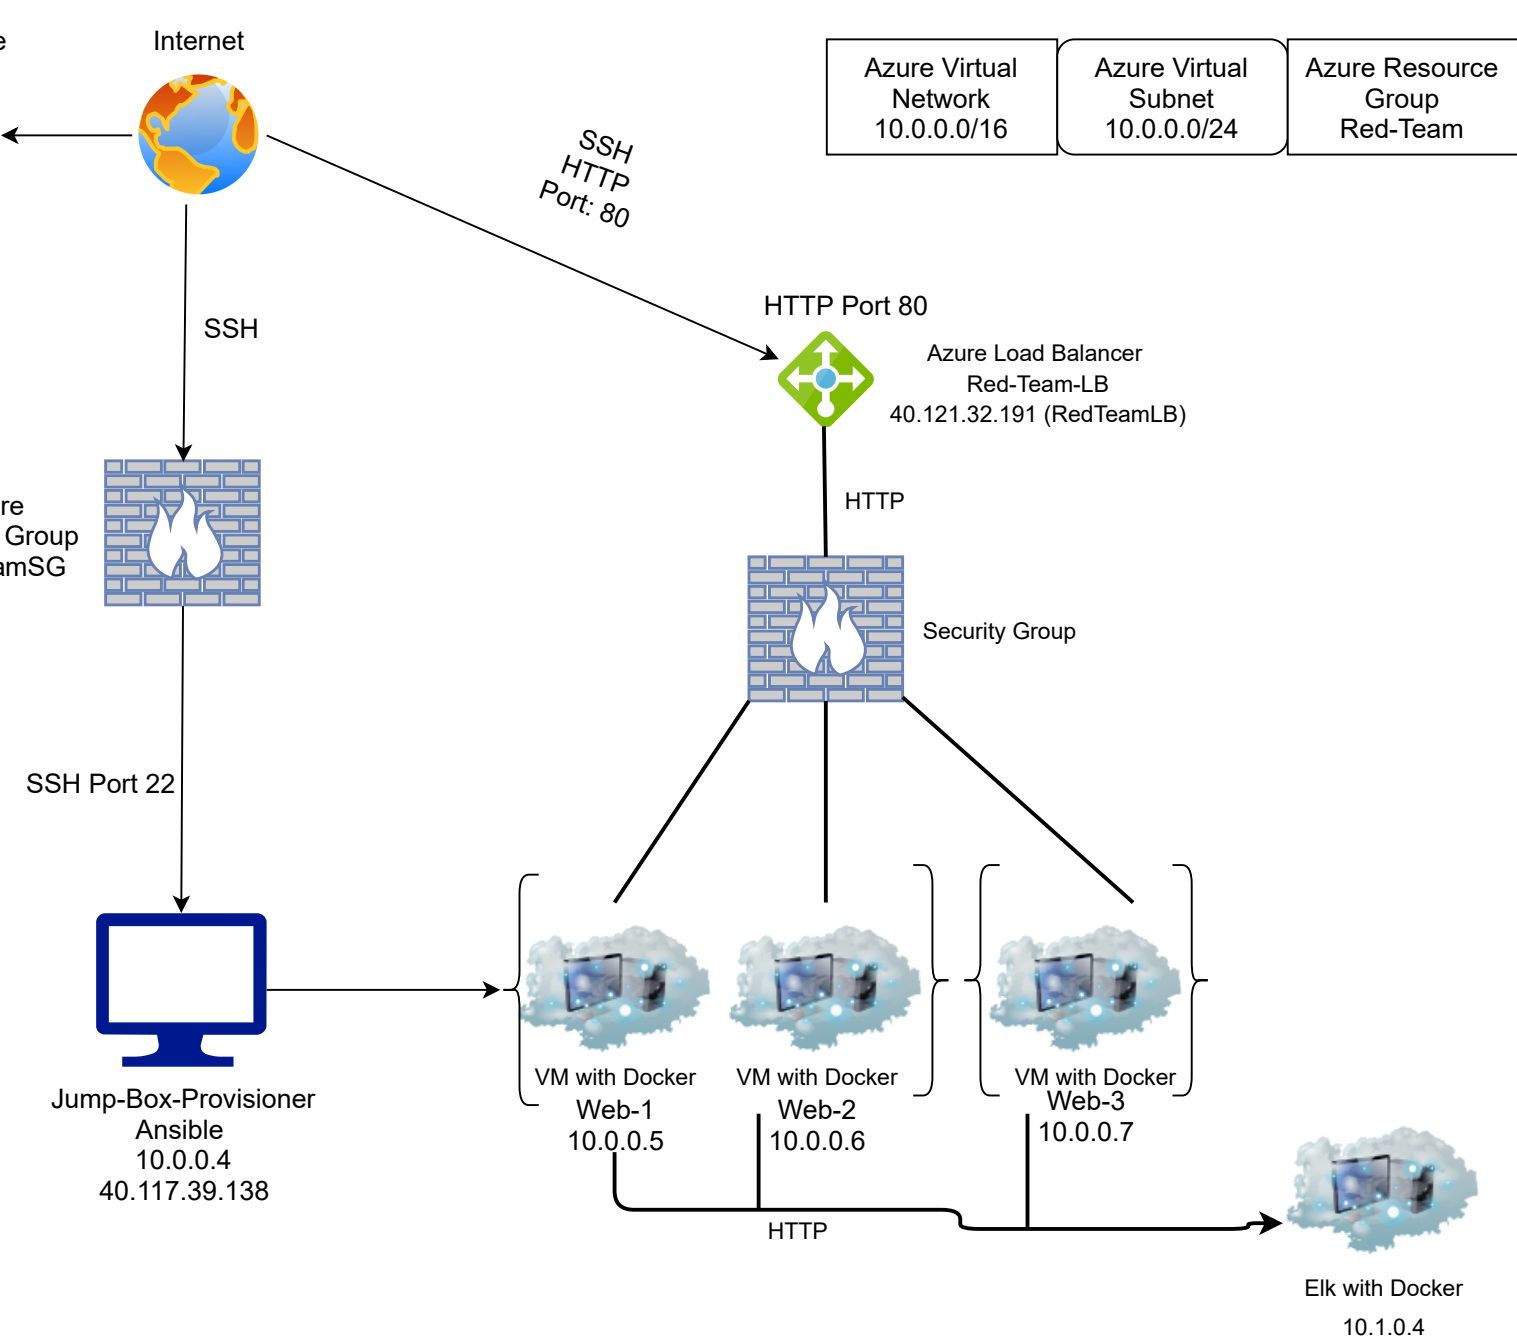 Internet
Azure Virtual
Network
10.0.0.0/16
Azure Virtual
Subnet
10.0.0.0/24
Azure Resource
Group
Red-Team
SSH
HTTP
Port: 80
SSH
HTTP Port 80
Azure Load Balancer
Red-Team-LB
40.121.32.191 (RedTeamLB)
HTTP
re
Group
amSG
Security Group
SSH Port 22
Jump-Box-Provisioner
Ansible
10.0.0.4
40.117.39.138
VM with Docker
Web-1
10.0.0.5
VM with Docker
Web-2
10.0.0.6
VM with Docker
Web-3
10.0.0.7
HTTP
Elk with Docker
10.1.0.4